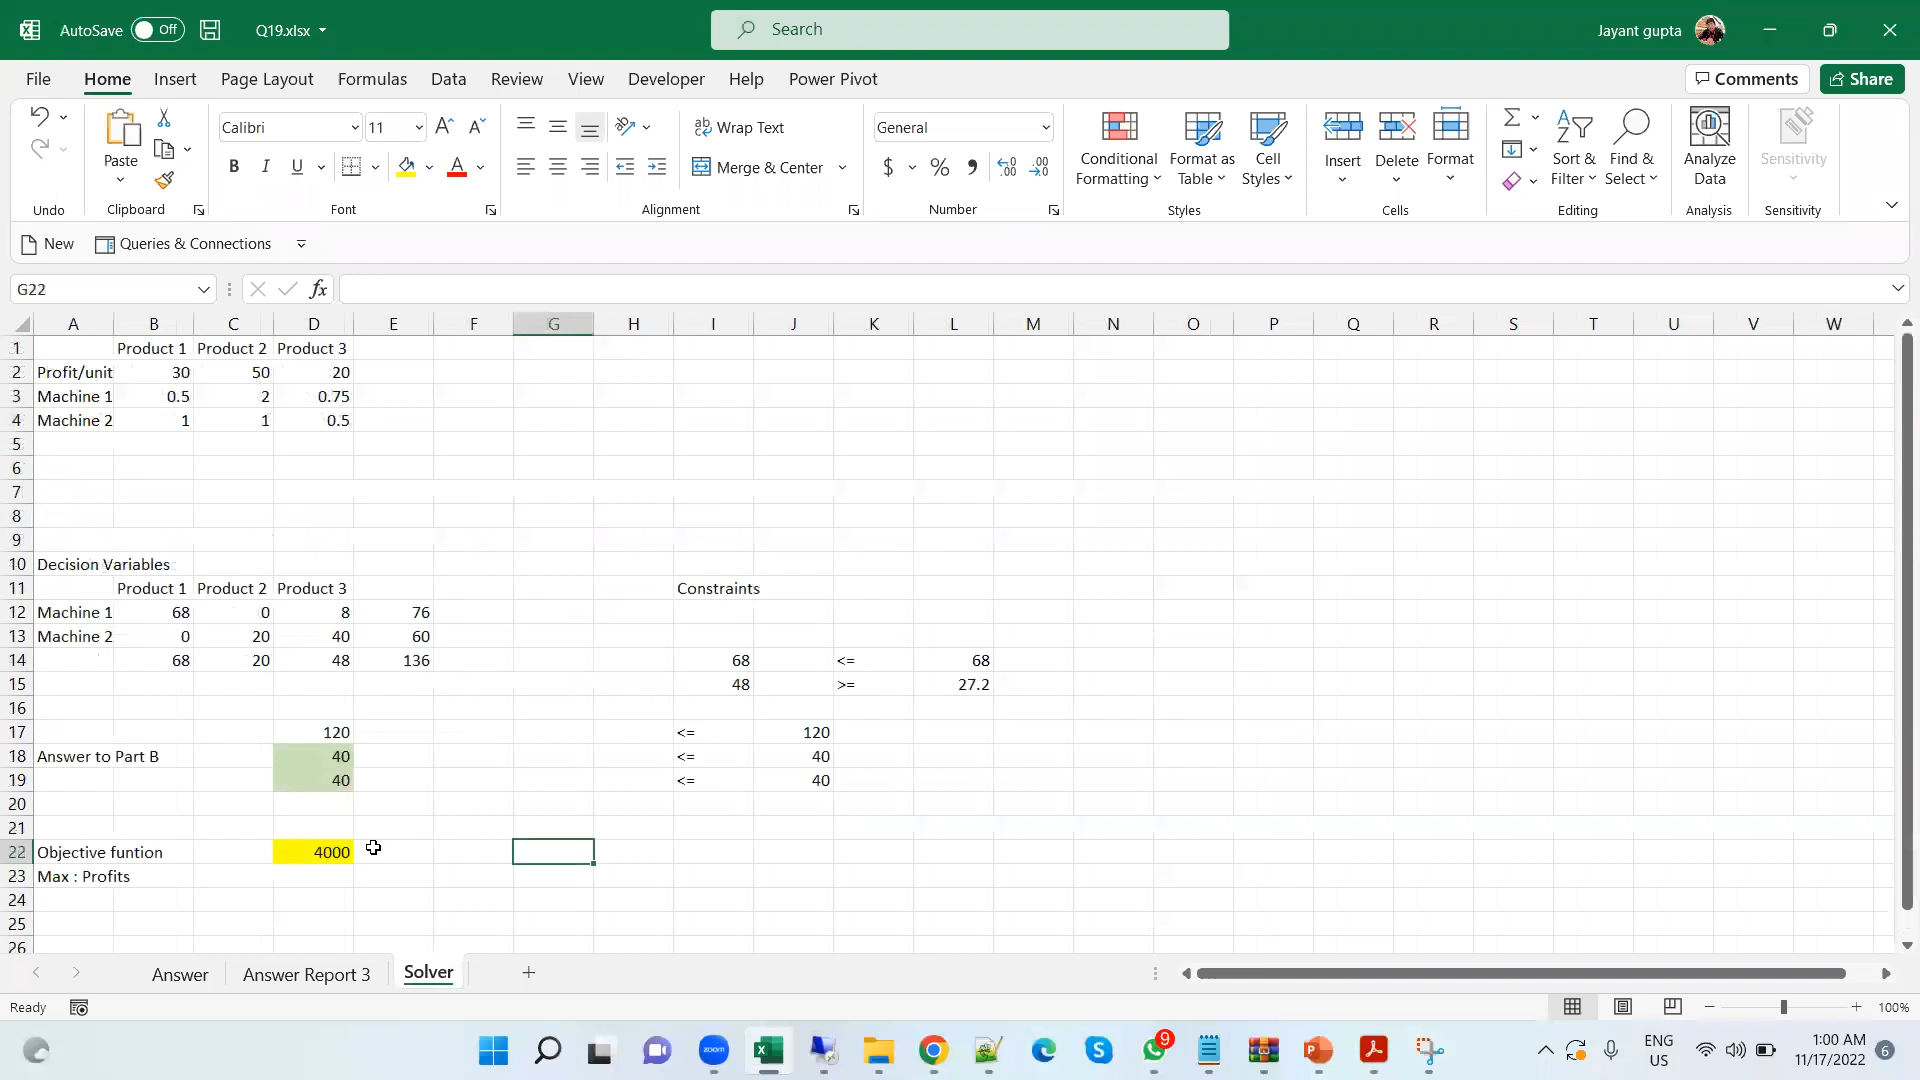 AutoSave Off Q19.xlsx Search Jayant gupta
File Home Insert Page Layout Formulas Data Review View Developer Help Power Pivot Comments Share
Calibri 11 Wrap Text General
Paste B I U Merge & Center $ % Conditional Formatting Format as Table Cell Styles Insert Delete Format Sort & Filter Find & Select Analyze Data Sensitivity
Undo Clipboard Font Alignment Number Styles Cells Editing Analysis Sensitivity
New Queries & Connections
G22 fx
A B C D E F G H I J K L M N O P Q R S T U V W
1 Product 1 Product 2 Product 3
2 Profit/unit 30 50 20
3 Machine 1 0.5 2 0.75
4 Machine 2 1 1 0.5
5
6
7
8
9
10 Decision Variables
11 Product 1 Product 2 Product 3 Constraints
12 Machine 1 68 0 8 76
13 Machine 2 0 20 40 60
14 68 20 48 136 68 <= 68
15 48 >= 27.2
16
17 120 <= 120
18 Answer to Part B 40 <= 40
19 40 <= 40
20
21
22 Objective funtion 4000
23 Max : Profits
24
25
26
Answer Answer Report 3 Solver
Ready 100%
zoom 9 ENG 1:00 AM
US 11/17/2022 6